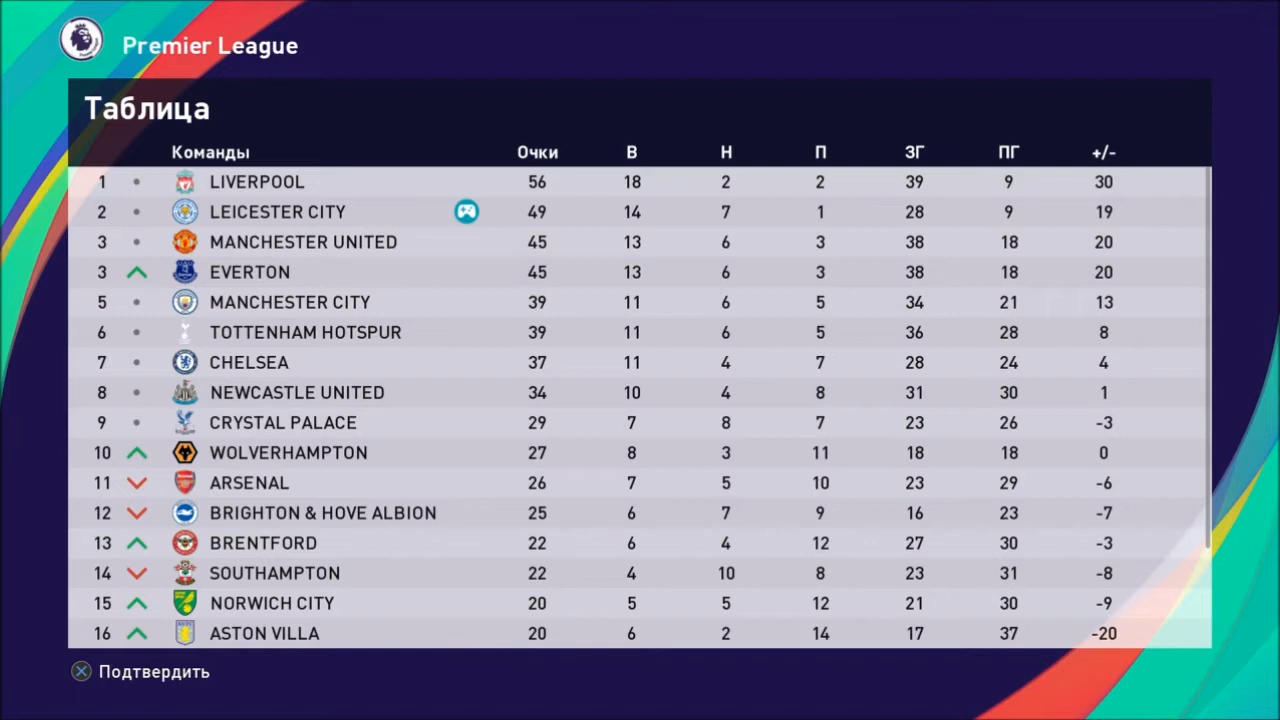 Premier League
Таблица
Команды Очки В Н П ЗГ ПГ +/-
1 LIVERPOOL 56 18 2 2 39 9 30
2 LEICESTER CITY 49 14 7 1 28 9 19
3 MANCHESTER UNITED 45 13 6 3 38 18 20
3 EVERTON 45 13 6 3 38 18 20
5 MANCHESTER CITY 39 11 6 5 34 21 13
6 TOTTENHAM HOTSPUR 39 11 6 5 36 28 8
7 CHELSEA 37 11 4 7 28 24 4
8 NEWCASTLE UNITED 34 10 4 8 31 30 1
9 CRYSTAL PALACE 29 7 8 7 23 26 -3
10 WOLVERHAMPTON 27 8 3 11 18 18 0
11 ARSENAL 26 7 5 10 23 29 -6
12 BRIGHTON & HOVE ALBION 25 6 7 9 16 23 -7
13 BRENTFORD 22 6 4 12 27 30 -3
14 SOUTHAMPTON 22 4 10 8 23 31 -8
15 NORWICH CITY 20 5 5 12 21 30 -9
16 ASTON VILLA 20 6 2 14 17 37 -20
Подтвердить